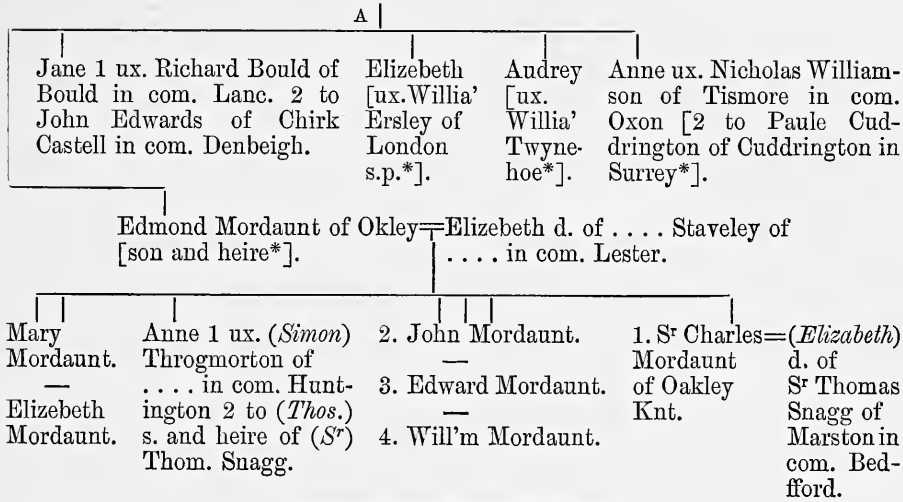 A
Jane 1 ux. Richard Bould of
Bould in com. Lanc. 2 to
John Edwards of Chirk
Castell in com. Denbeigh.
Elizebeth
[ux.Willia'
Ersley of
London
s.p.*].
Audrey
[ux.
Willia'
Twyne-
hoe*].
Anne ux. Nicholas William-
son of Tismore in com.
Oxon [2 to Paule Cud-
drington of Cuddrington in
Surrey*].
Edmond Mordaunt of Okley=Elizebeth d. of .... Staveley of
[son and heire*].
.... in com. Lester.
Mary
Mordaunt.
—
Elizebeth
Mordaunt.
Anne 1 ux. (Simon)
Throgmorton of
.... in com. Hunt-
ington 2 to (Thos.)
s. and heire of (Sʳ)
Thom. Snagg.
2. John Mordaunt.
—
3. Edward Mordaunt.
—
4. Will'm Mordaunt.
1. Sʳ Charles=(Elizabeth)
Mordaunt
of Oakley
Knt.
d. of
Sʳ Thomas
Snagg of
Marston in
com. Bed-
fford.